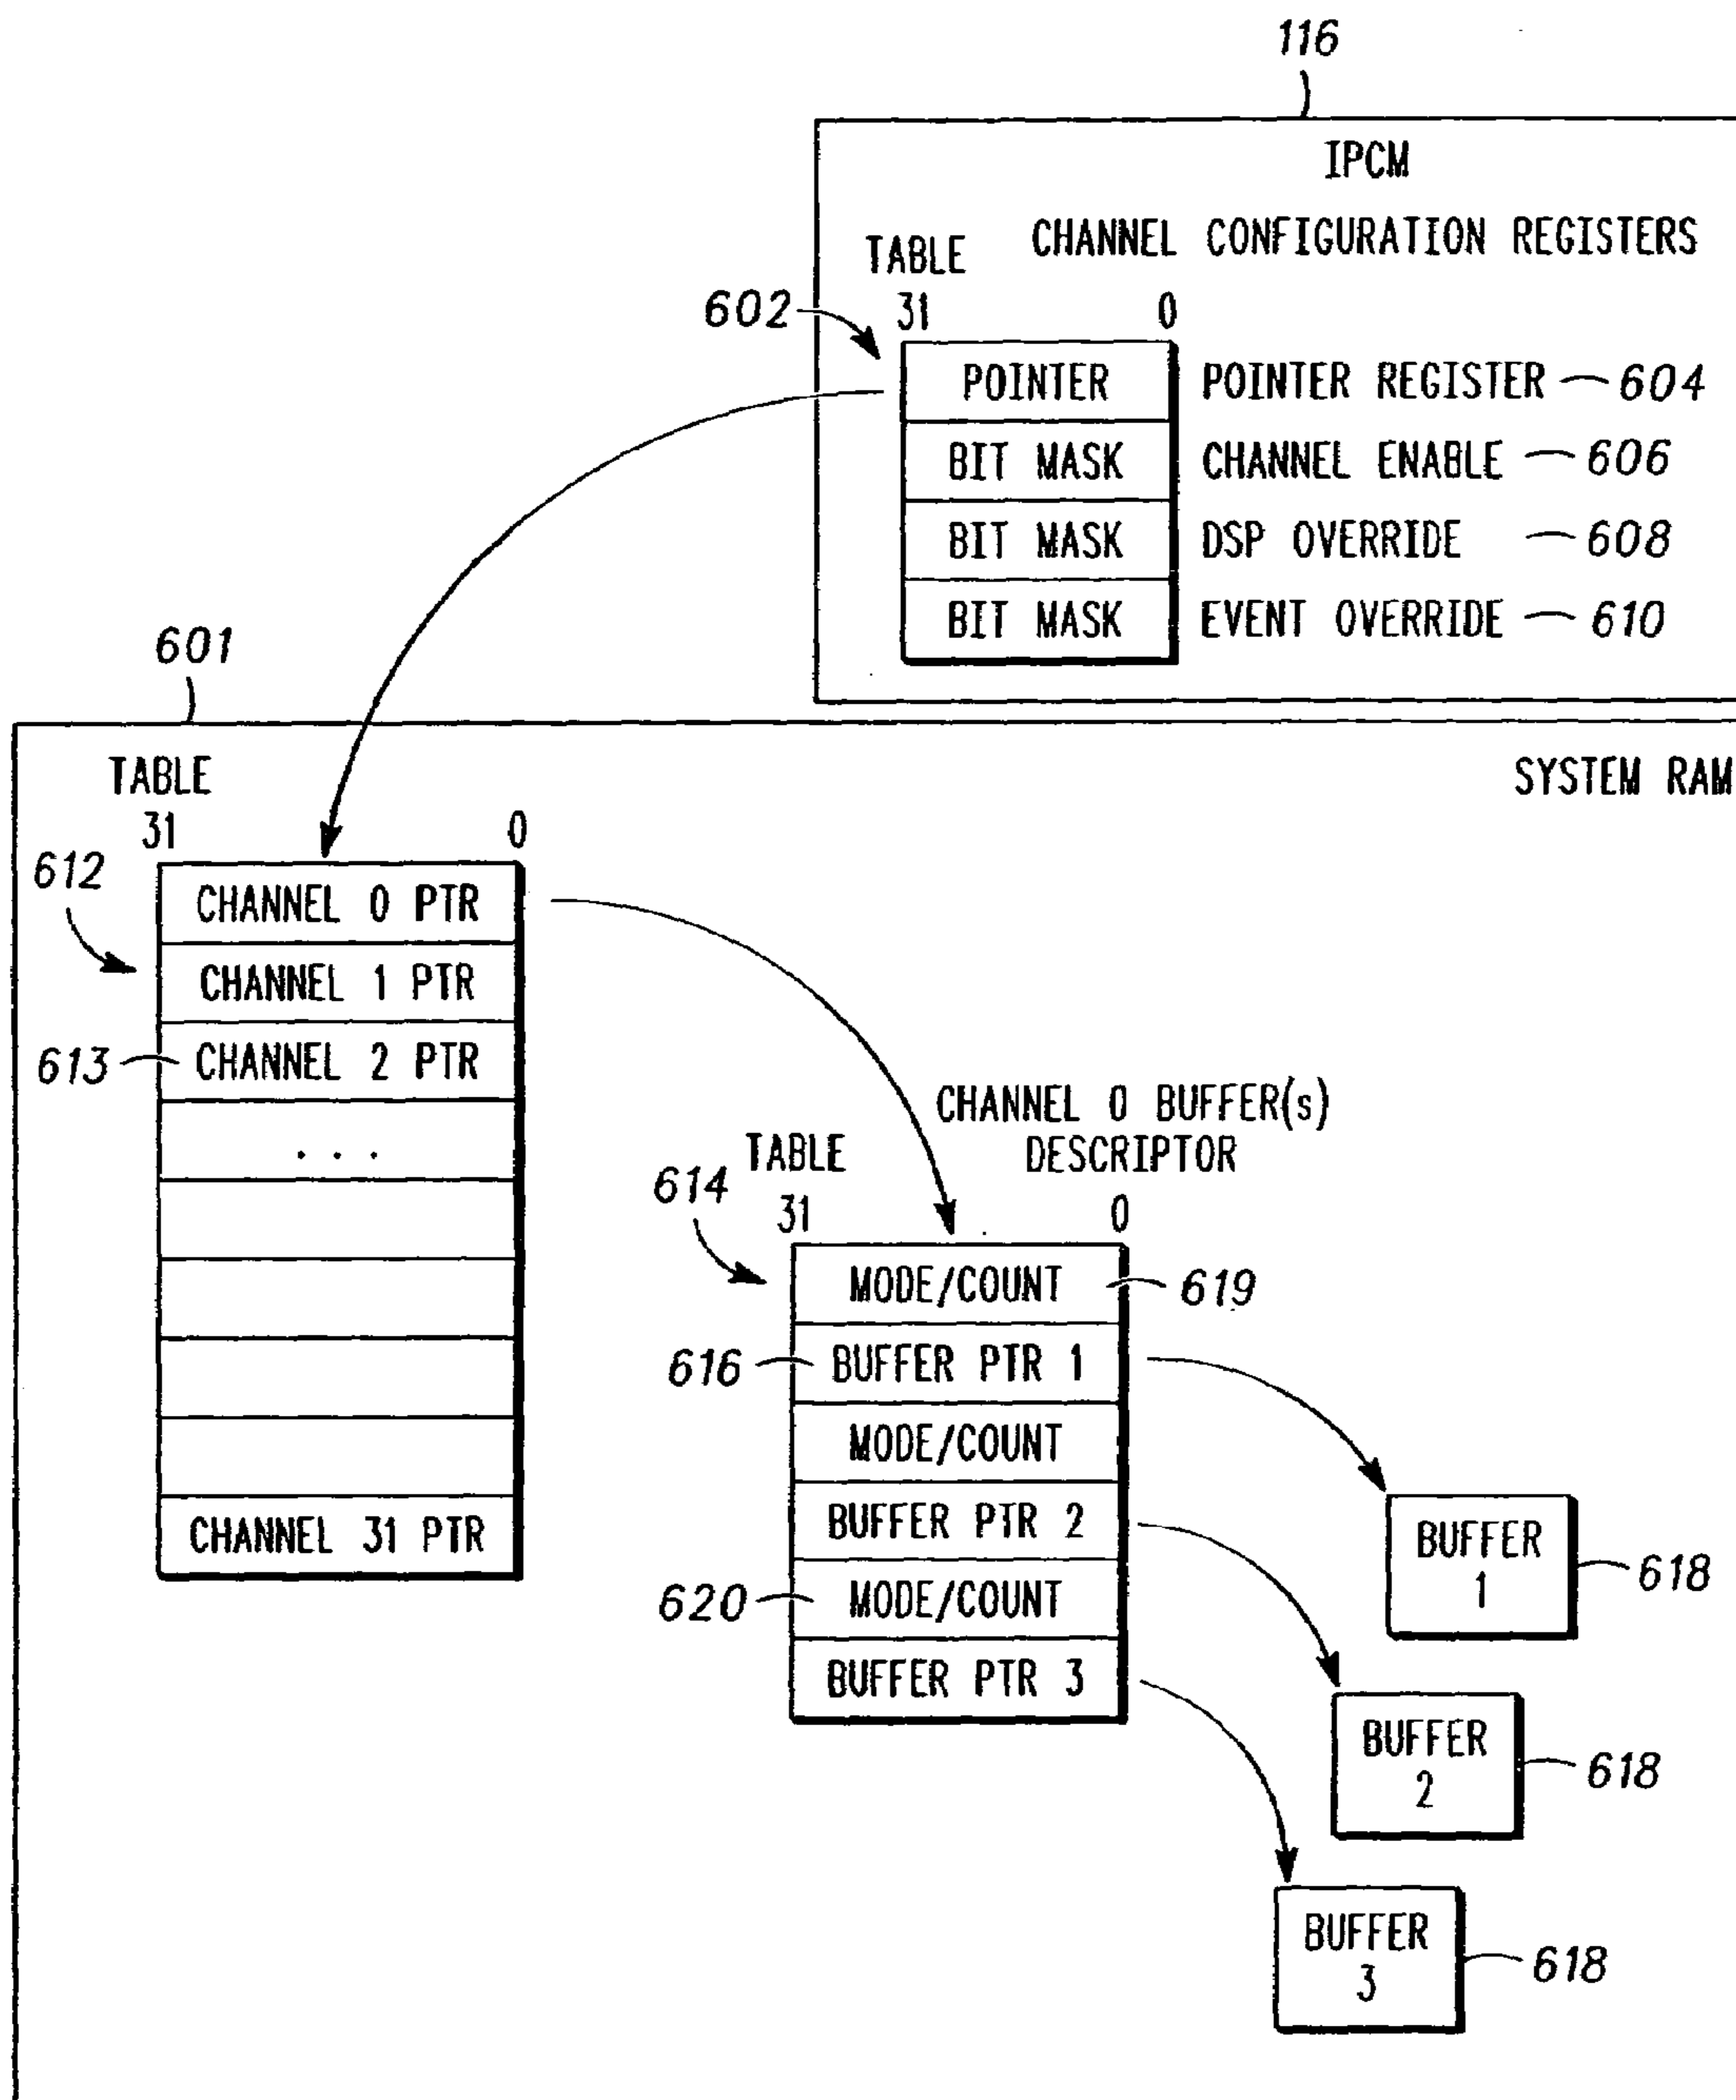 116
IPCM
TABLE CHANNEL CONFIGURATION REGISTERS
602 31 0
POINTER POINTER REGISTER 604
BIT MASK CHANNEL ENABLE 606
BIT MASK DSP OVERRIDE 608
BIT MASK EVENT OVERRIDE 610
601
TABLE SYSTEM RAM
31 0
612
CHANNEL 0 PTR
CHANNEL 1 PTR
613 CHANNEL 2 PTR
. . .
CHANNEL 31 PTR
CHANNEL 0 BUFFER(s)
TABLE DESCRIPTOR
614 31 0
MODE/COUNT 619
616 BUFFER PTR 1
MODE/COUNT
BUFFER PTR 2
620 MODE/COUNT
BUFFER PTR 3
BUFFER
1
618
BUFFER
2
618
BUFFER
3
618